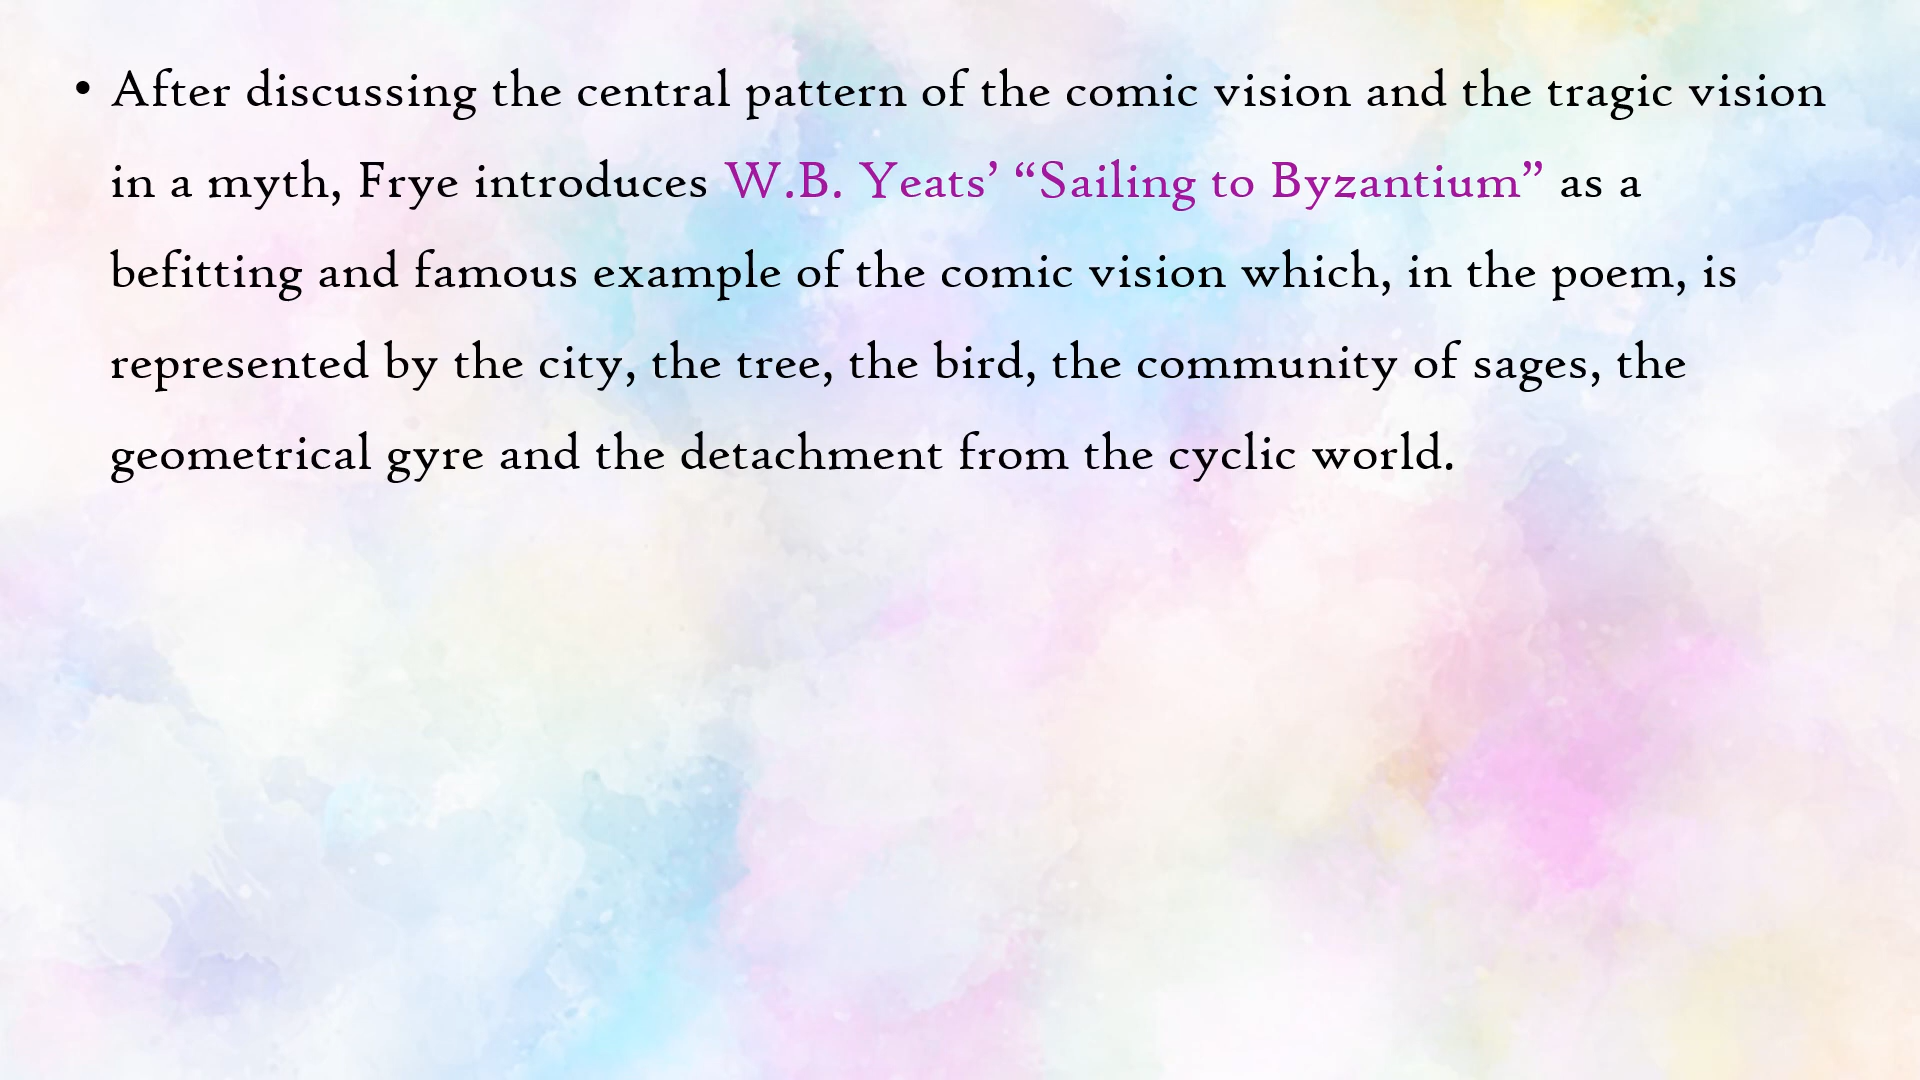 • After discussing the central pattern of the comic vision and the tragic vision
in a myth, Frye introduces W.B. Yeats’ “Sailing to Byzantium” as a
befitting and famous example of the comic vision which, in the poem, is
represented by the city, the tree, the bird, the community of sages, the
geometrical gyre and the detachment from the cyclic world.